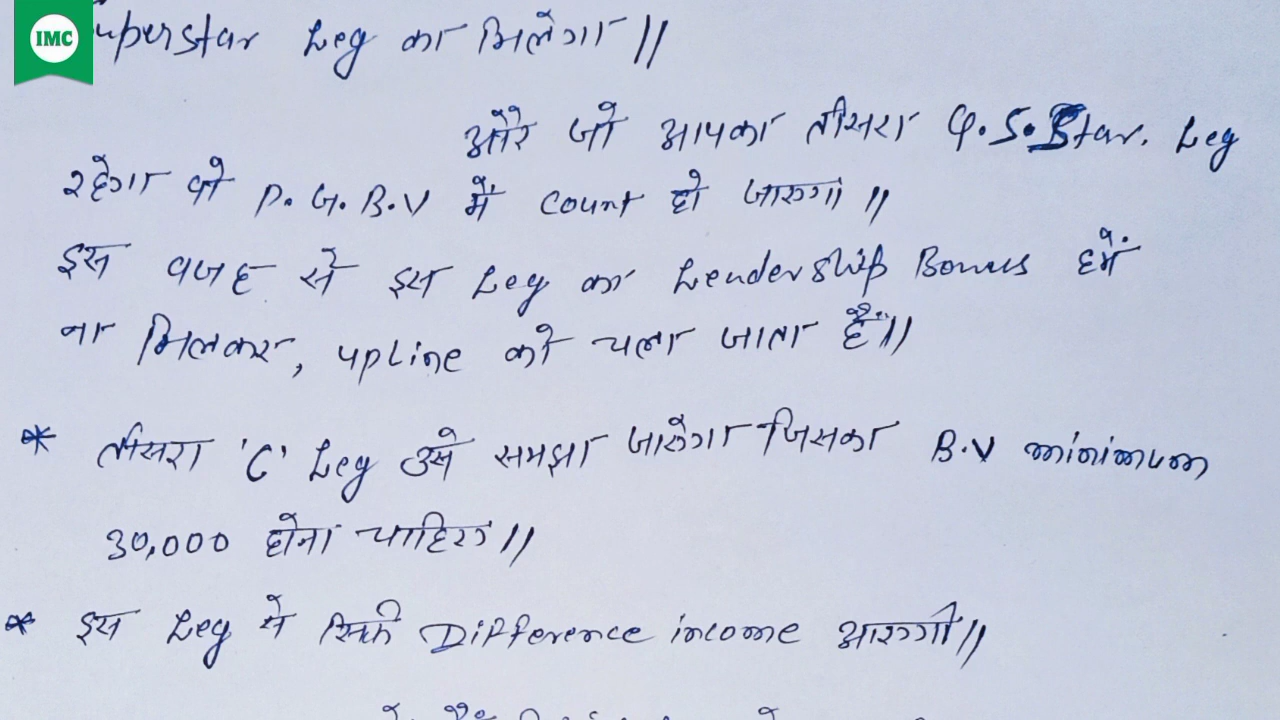 IMC
Superstar Leg का मिलेगा ||
और जो आपका तीसरा Q.S.Star. Leg
रहेगा वो P.G.B.V में count हो जाएगा ||
इस वजह से इस Leg का Leadership Bonus हमें
ना मिलकर, upline को चला जाता है ||
* तीसरा 'C' Leg उसे समझा जाऐगा जिसका B.V minimum
30,000 होना चाहिए ||
* इस Leg से सिर्फ Difference income आएगी ||